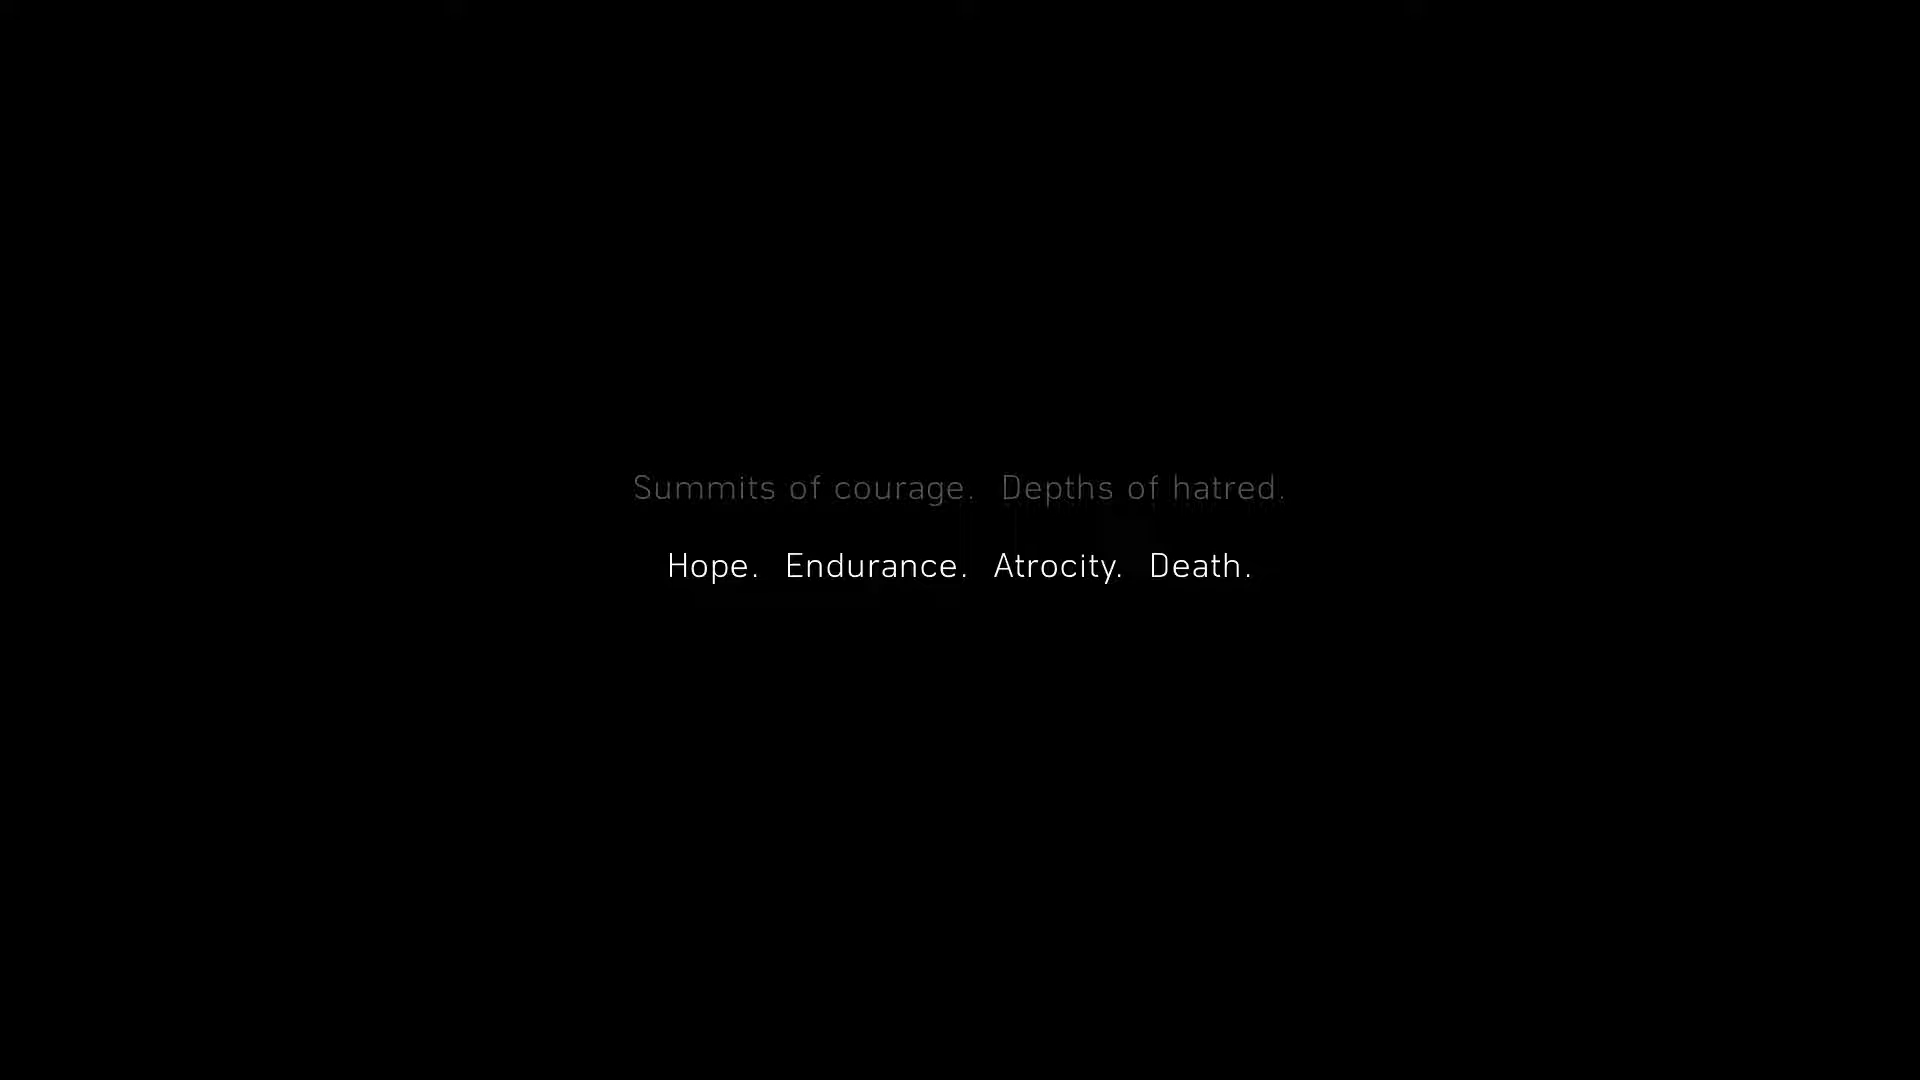 Summits of courage.  Depths of hatred.
Hope.  Endurance.  Atrocity.  Death.